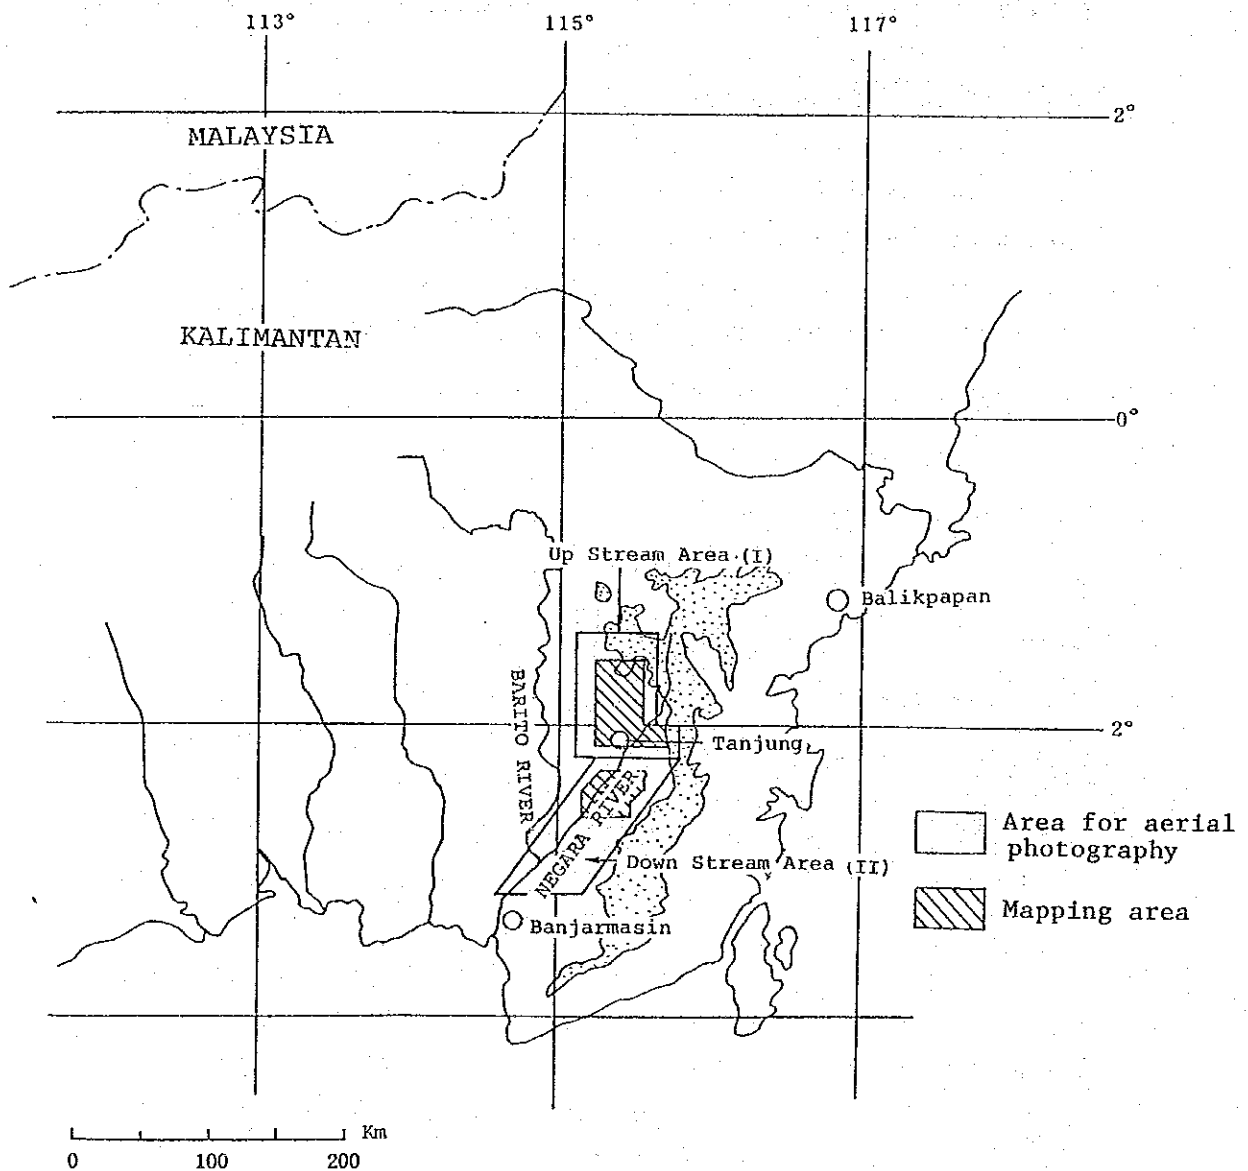 113°
115°
117°
2°
MALAYSIA
KALIMANTAN
0°
Up Stream Area (I)
Balikpapan
BARITO RIVER
2°
Tanjung
NEGARA RIVER
Down Stream Area (II)
Banjarmasin
Area for aerial
photography
Mapping area
Km
0 100 200